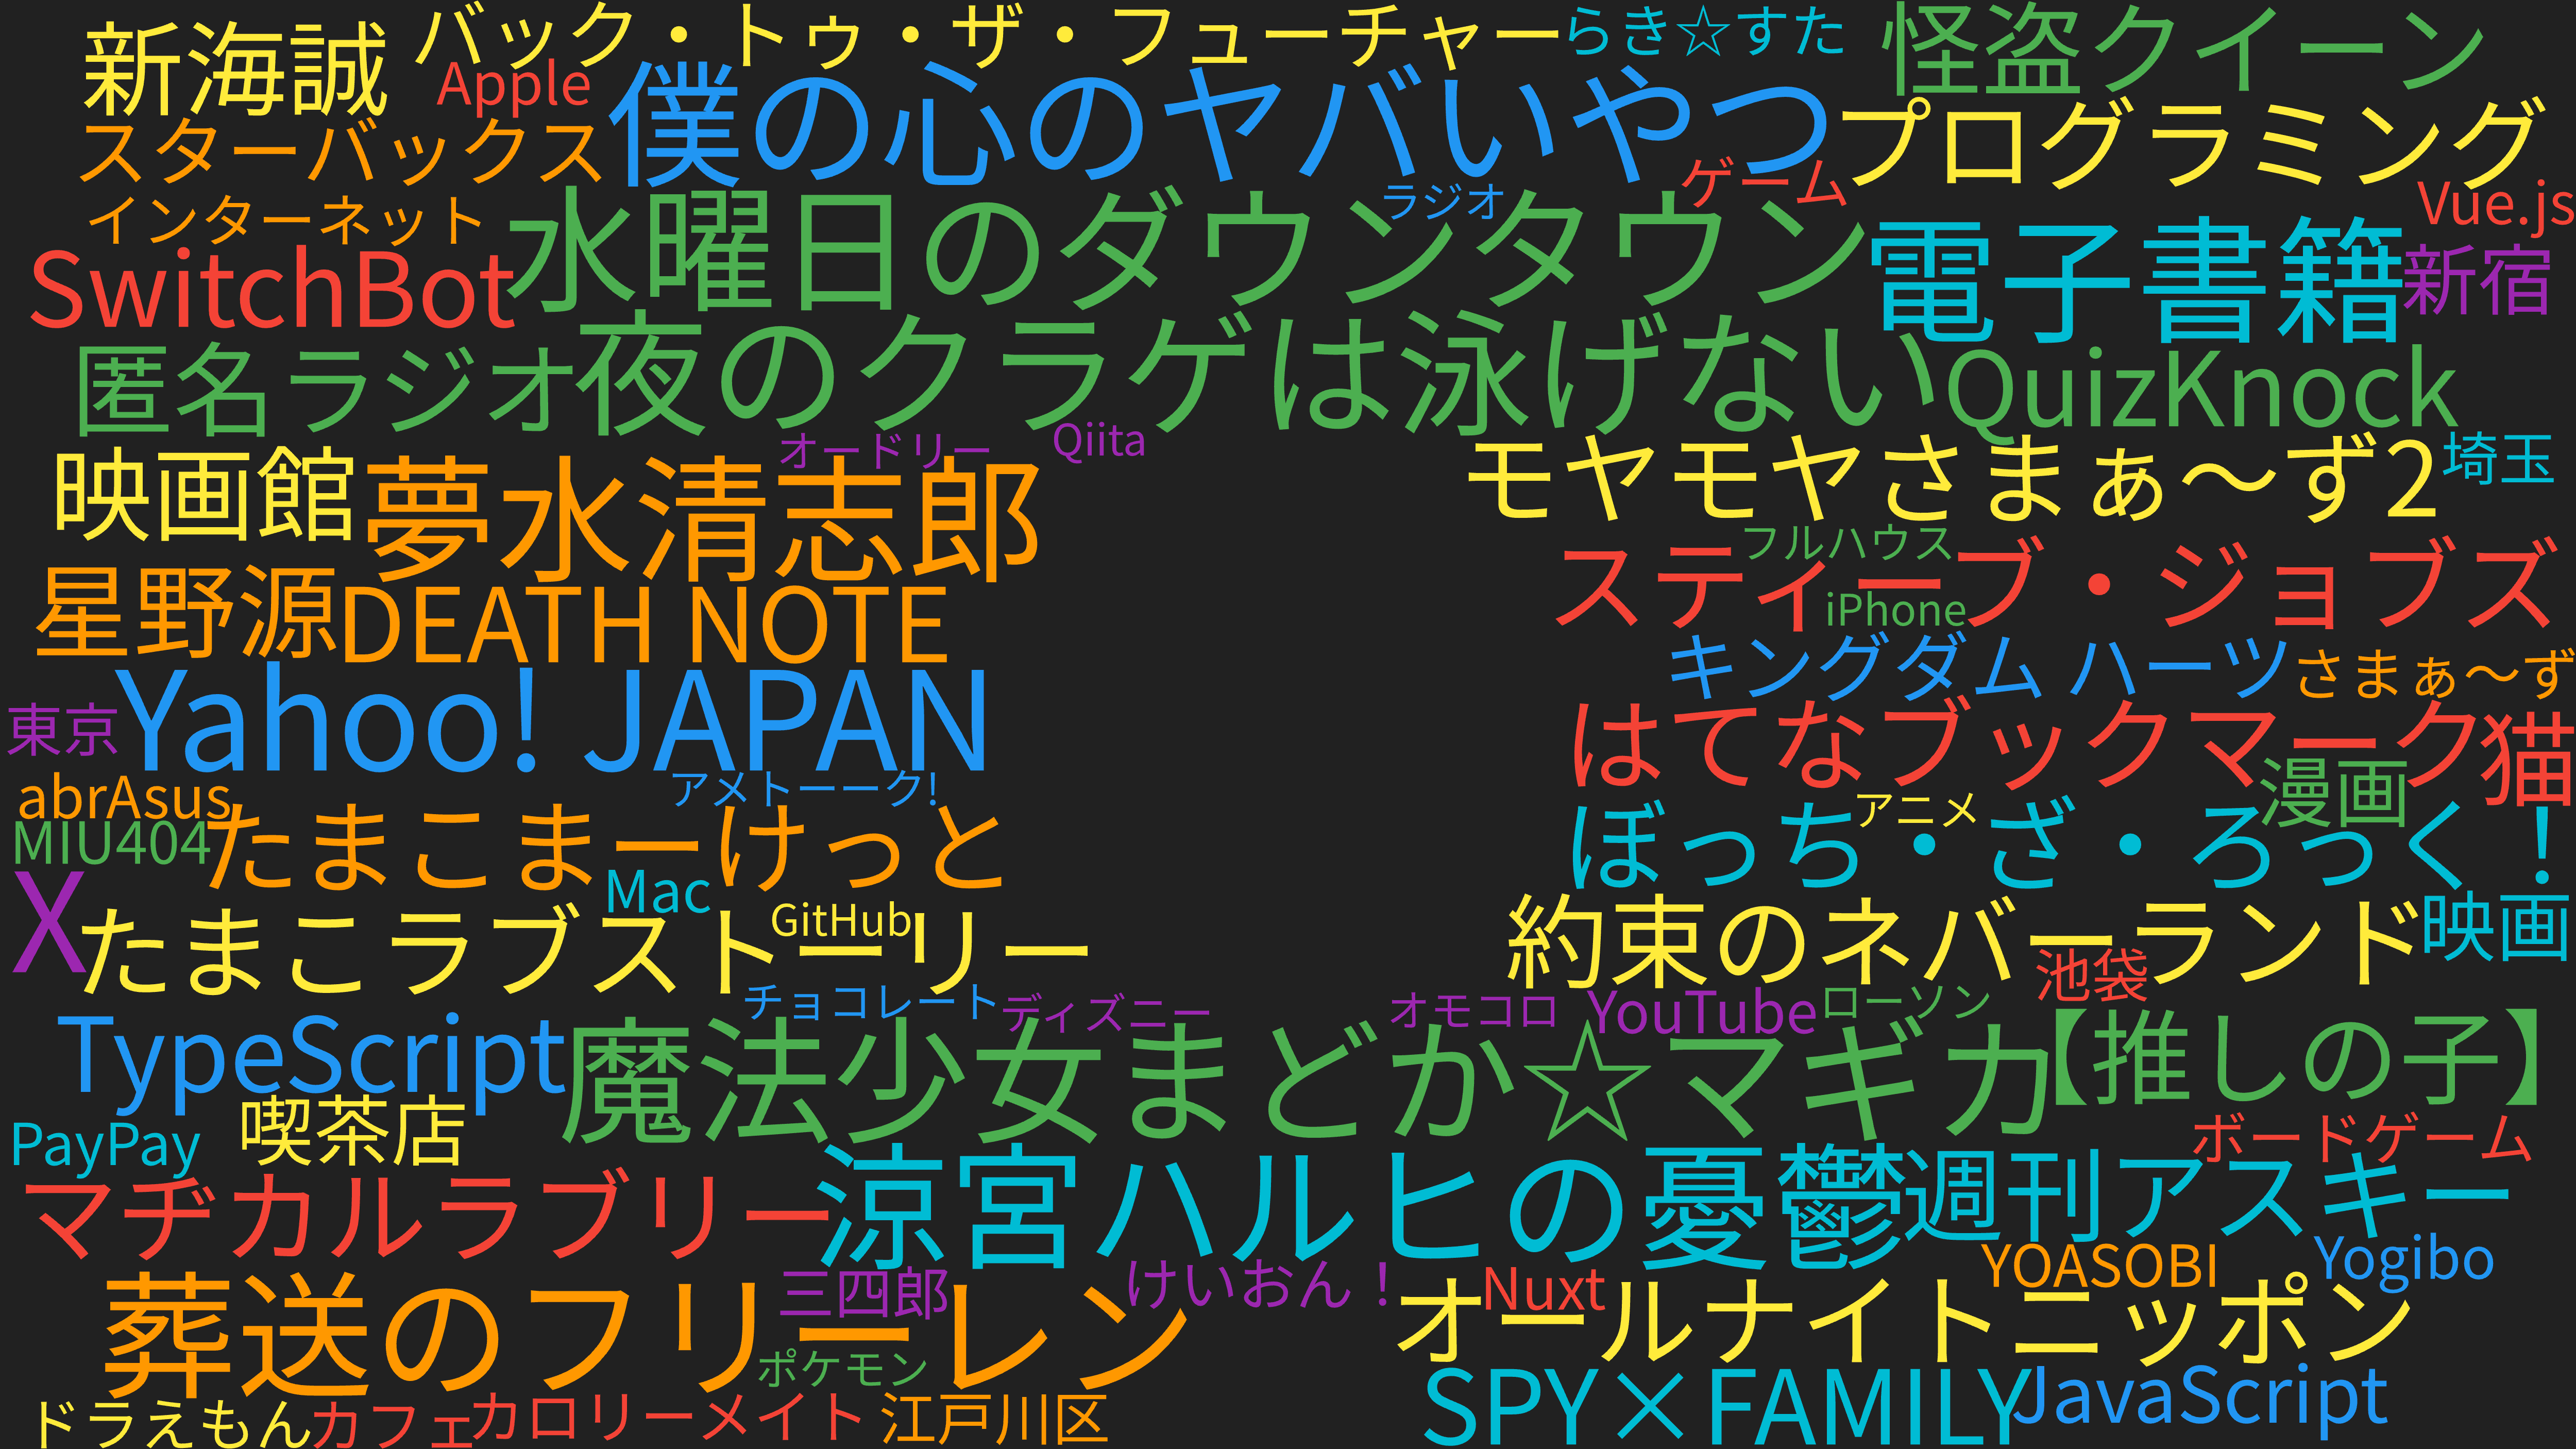 新海誠
バック・トゥ・ザ・フューチャー
らき☆すた
怪盗クイーン
Apple
僕の心のヤバいやつ
プログラミング
スターバックス
ゲーム
ラジオ
Vue.js
インターネット
水曜日のダウンタウン
電子書籍
新宿
SwitchBot
匿名ラジオ
夜のクラゲは泳げない
QuizKnock
オードリー
Qiita
モヤモヤさまぁ〜ず2
埼玉
映画館
夢水清志郎
フルハウス
スティーブ・ジョブズ
星野源
DEATH NOTE
iPhone
キングダム ハーツ
さまぁ〜ず
東京
Yahoo! JAPAN
はてなブックマーク
猫
アメトーーク!
漫画
abrAsus
アニメ
MIU404
たまこまーけっと
ぼっち・ざ・ろっく！
Mac
X
たまこラブストーリー
GitHub
約束のネバーランド
映画
池袋
チョコレート
ディズニー
オモコロ
YouTube
ローソン
TypeScript
魔法少女まどか☆マギカ
【推しの子】
喫茶店
PayPay
ボードゲーム
マヂカルラブリー
涼宮ハルヒの憂鬱
週刊アスキー
YOASOBI
Yogibo
三四郎
けいおん！
Nuxt
葬送のフリーレン
オールナイトニッポン
ポケモン
SPY×FAMILY
JavaScript
ドラえもん
カフェ
カロリーメイト
江戸川区